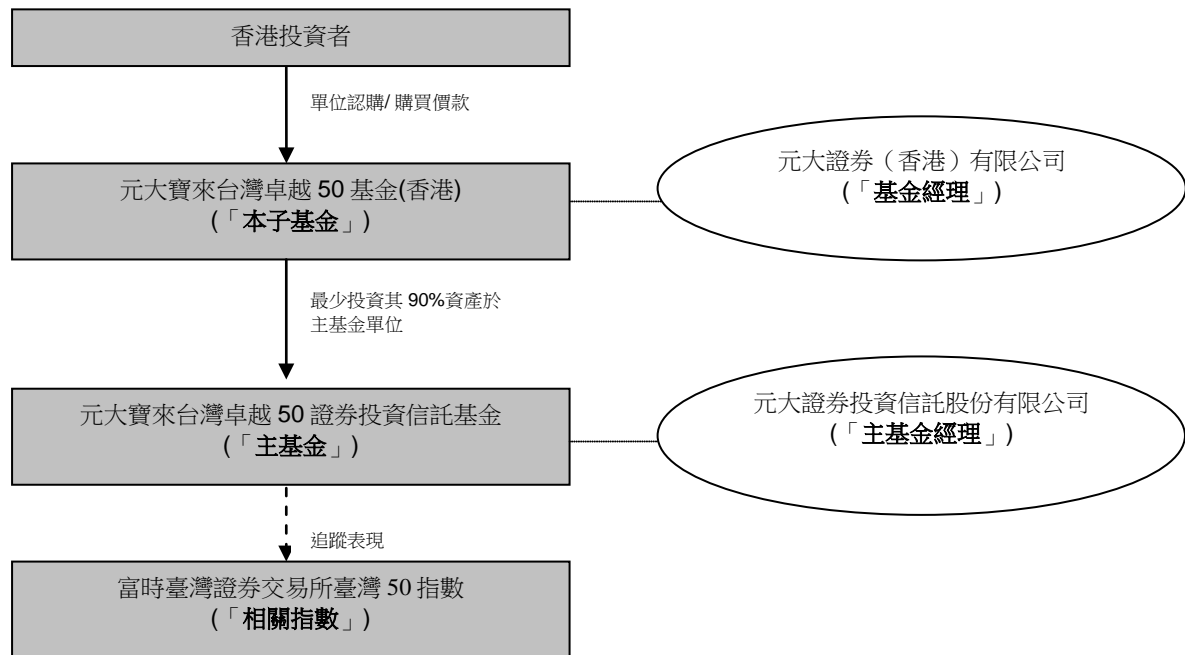 香港投資者
單位認購/ 購買價款
元大寶來台灣卓越 50 基金(香港)
(「本子基金」)
元大證券（香港）有限公司
(「基金經理」)
最少投資其 90%資產於
主基金單位
元大寶來台灣卓越 50 證券投資信託基金
(「主基金」)
元大證券投資信託股份有限公司
(「主基金經理」)
追蹤表現
富時臺灣證券交易所臺灣 50 指數
(「相關指數」)